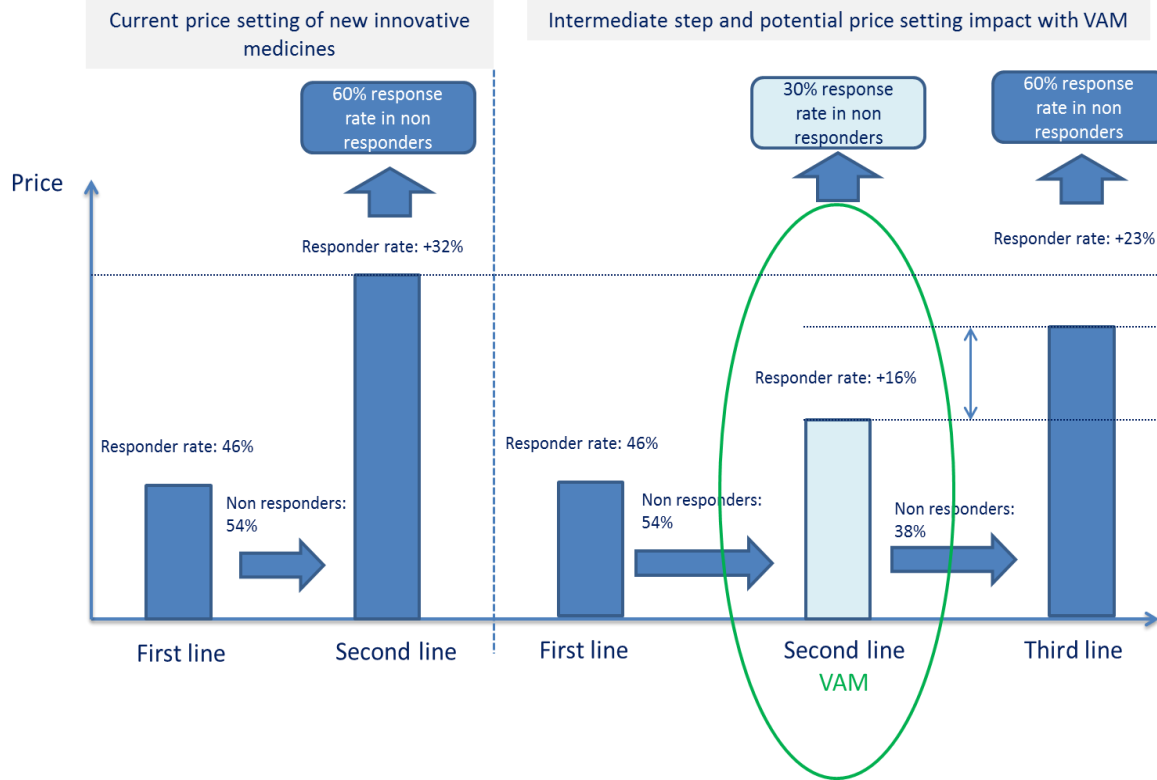 Current price setting of new innovative
medicines
Intermediate step and potential price setting impact with VAM
60% response
rate in non
responders
30% response
rate in non
responders
60% response
rate in non
responders
Price
Responder rate: +32%
Responder rate: +23%
Responder rate: +16%
Responder rate: 46%
Responder rate: 46%
Non responders:
54%
Non responders:
54%
Non responders:
38%
First line
Second line
First line
Second line
VAM
Third line